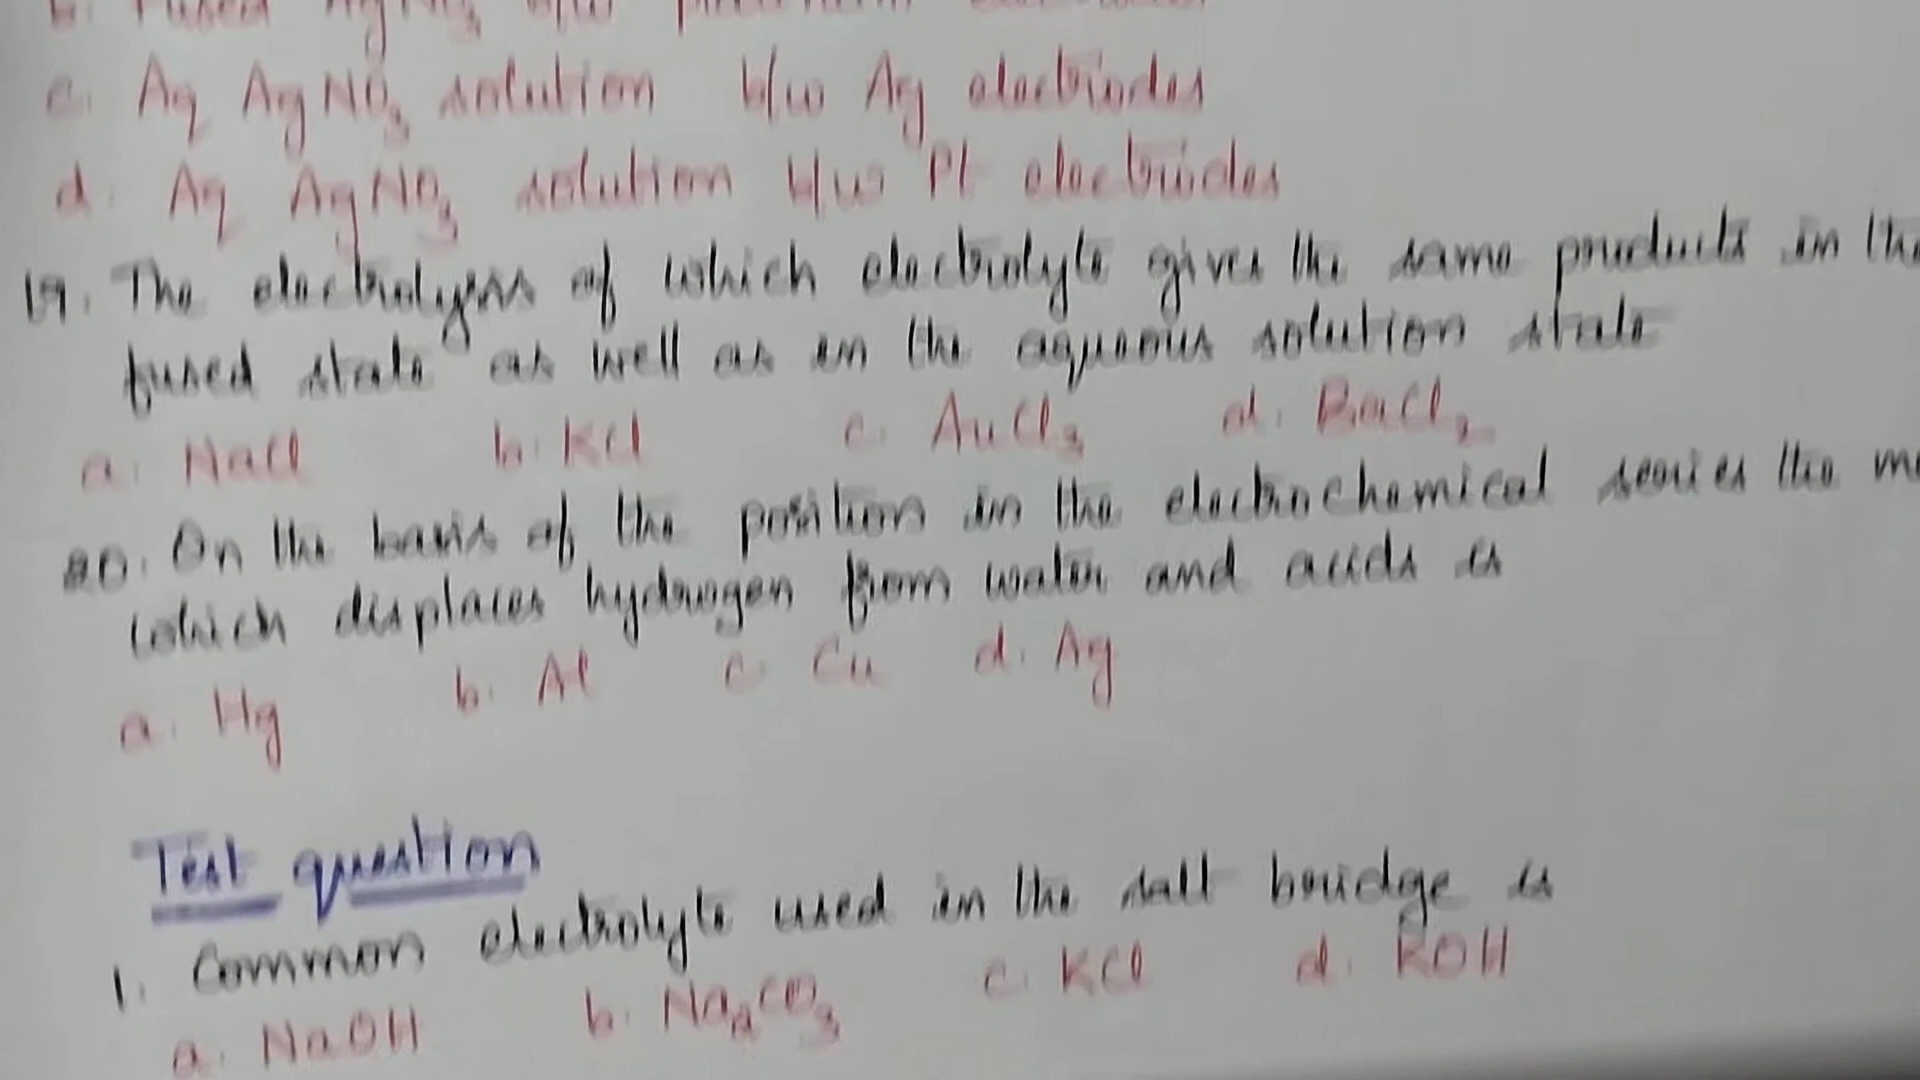 c. Aq AgNO3 solution b/w Ag electrodes
d. Aq AgNO3 solution b/w Pt electrodes
19. The electrolysis of which electrolyte gives the same products in the
fused state as well as in the aqueous solution state
a. NaCl b. KCl c. AuCl3 d. BaCl2
20. On the basis of the position in the electrochemical series the
which displaces hydrogen from water and acids is
a. Hg b. Al c. Cu d. Ag
Test question
1. Common electrolyte used in the salt bridge is
a. NaOH b. Na2CO3 c. KCl d. KOH